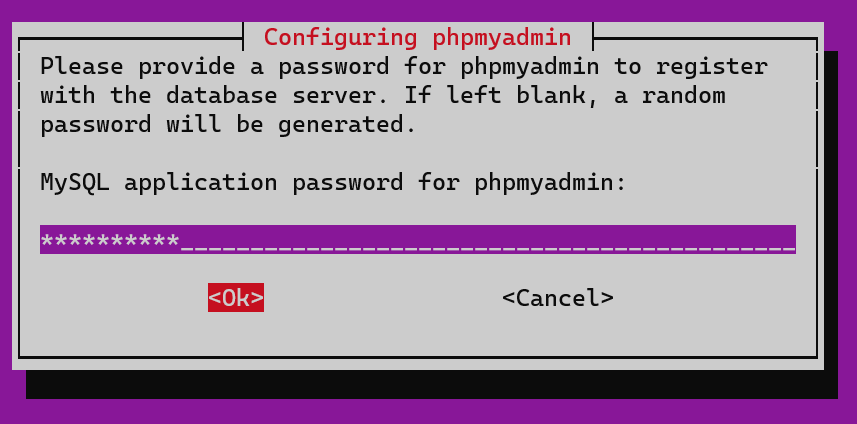 Configuring phpmyadmin
Please provide a password for phpmyadmin to register
with the database server. If left blank, a random
password will be generated.
MySQL application password for phpmyadmin:
**********____________________________________________
<Ok> <Cancel>